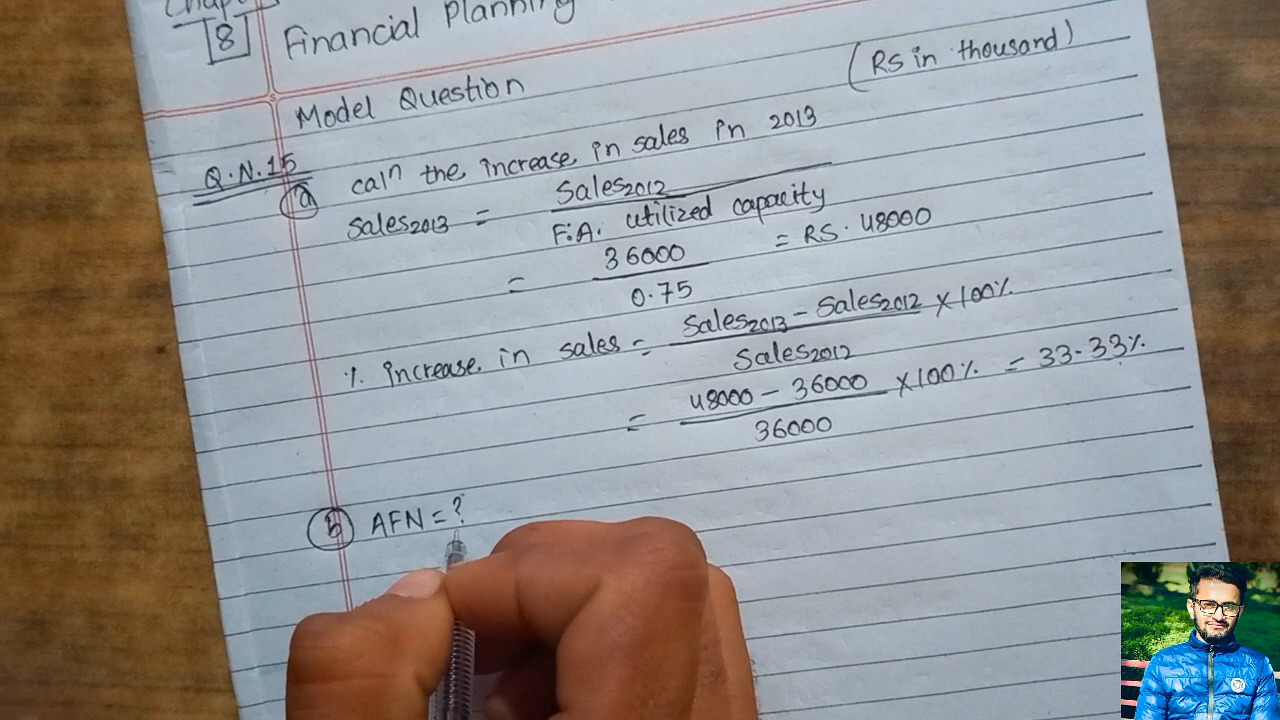 Chap
18 Financial Planning
Model Question (RS in thousand)
Q.N.15
(a) calⁿ the increase in sales in 2013
Sales2013 = Sales2012 / F.A. utilized capacity
= 36000 / 0.75 = RS. 48000
% increase in sales = Sales2013 - Sales2012 / Sales2012 × 100%
= 48000 - 36000 / 36000 × 100% = 33.33%
(b) AFN = ?